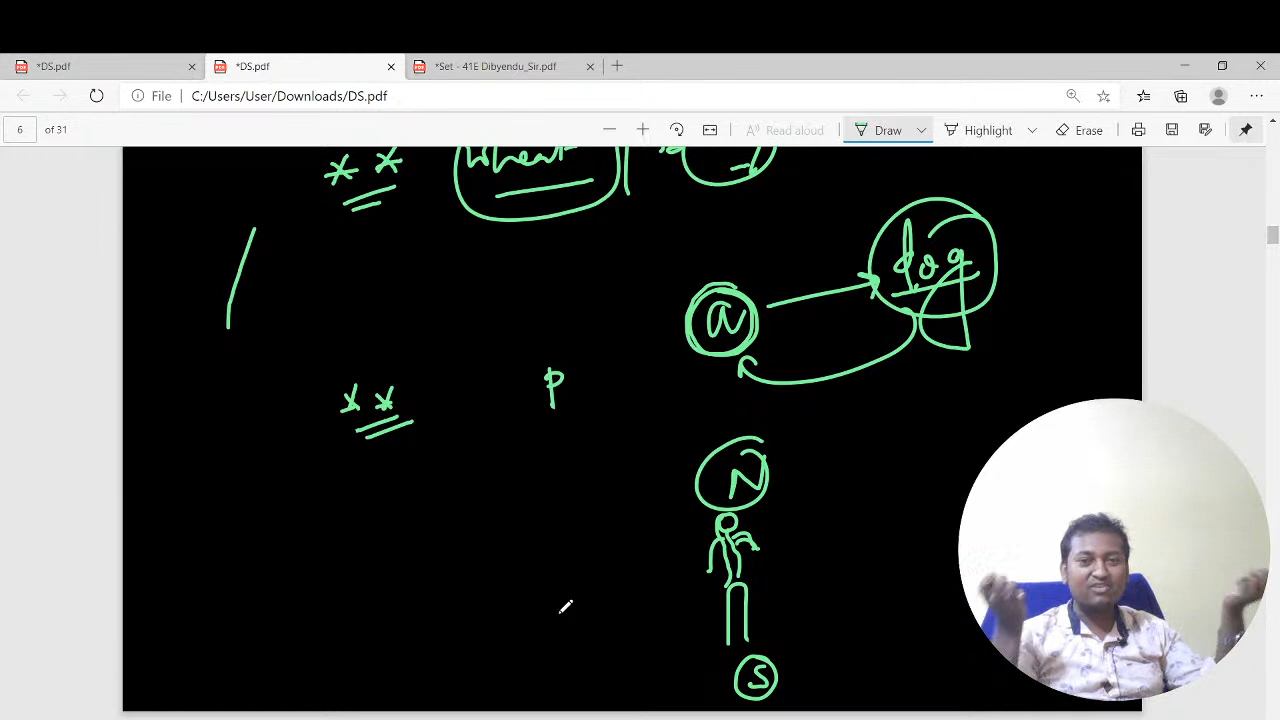 *DS.pdf
*DS.pdf
*Set - 41E Dibyendu_Sir.pdf
File C:/Users/User/Downloads/DS.pdf
6 of 31 Read aloud Draw Highlight Erase
* * Wheat
dog
a
* * P
N
S